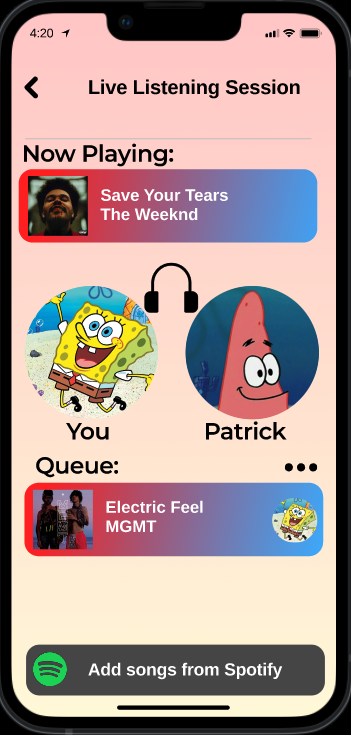 4:20
Live Listening Session
Now Playing:
Save Your Tears
The Weeknd
You
Patrick
Queue:
Electric Feel
MGMT
Add songs from Spotify